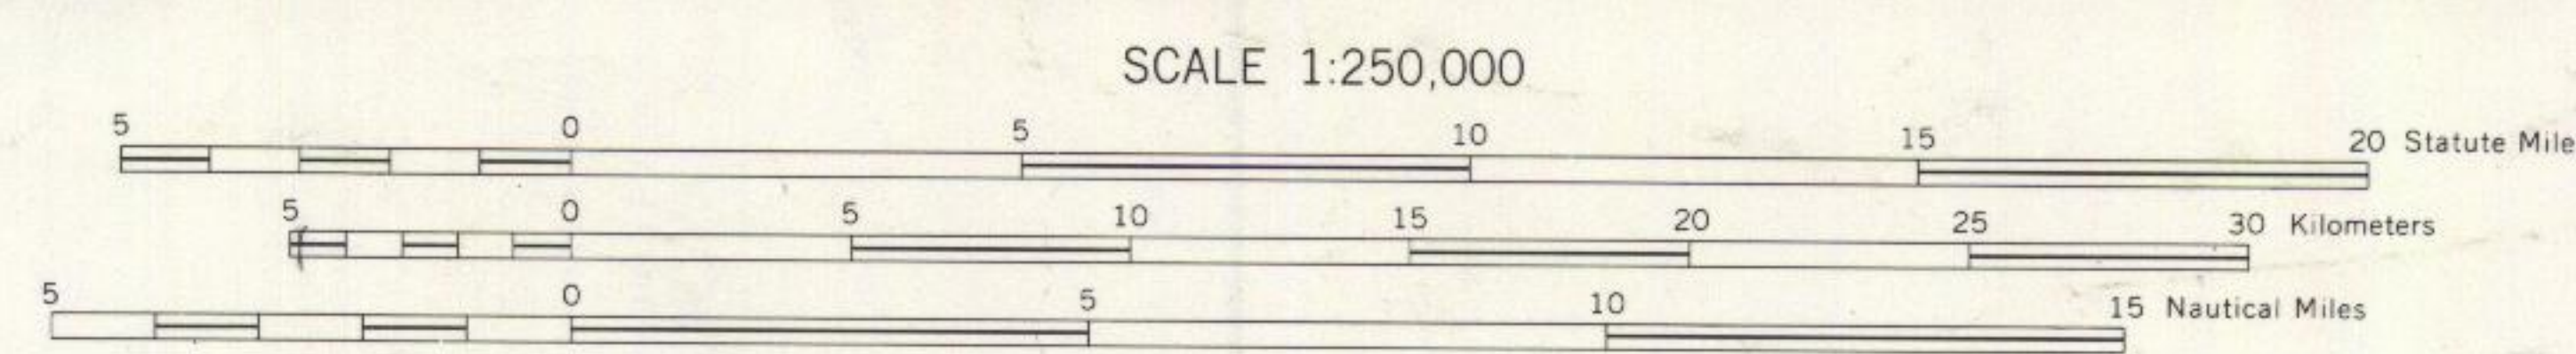 SCALE 1:250,000
5 0 5 10 15 20 Statute Mile
5 0 5 10 15 20 25 30 Kilometers
5 0 5 10 15 Nautical Miles